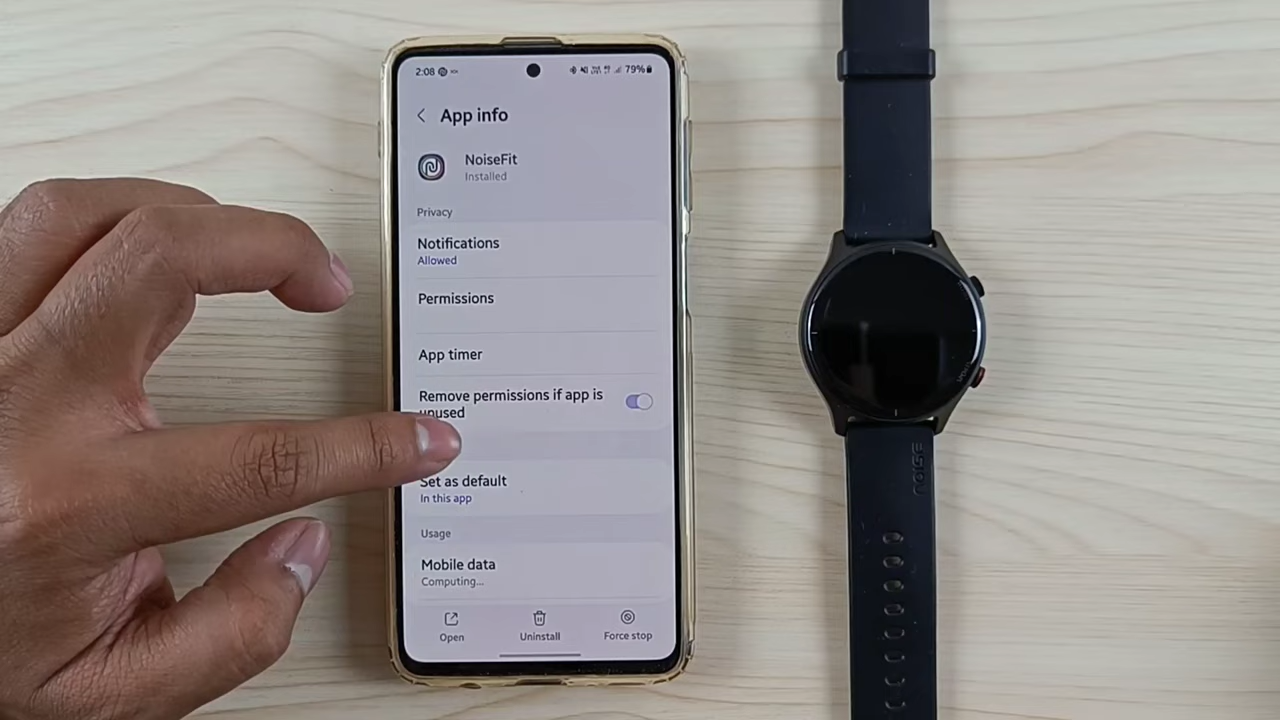 2:08
79%
App info
NoiseFit
Installed
Privacy
Notifications
Allowed
Permissions
App timer
Remove permissions if app is
unused
Set as default
In this app
Usage
Mobile data
Computing...
Open
Uninstall
Force stop
NOISE